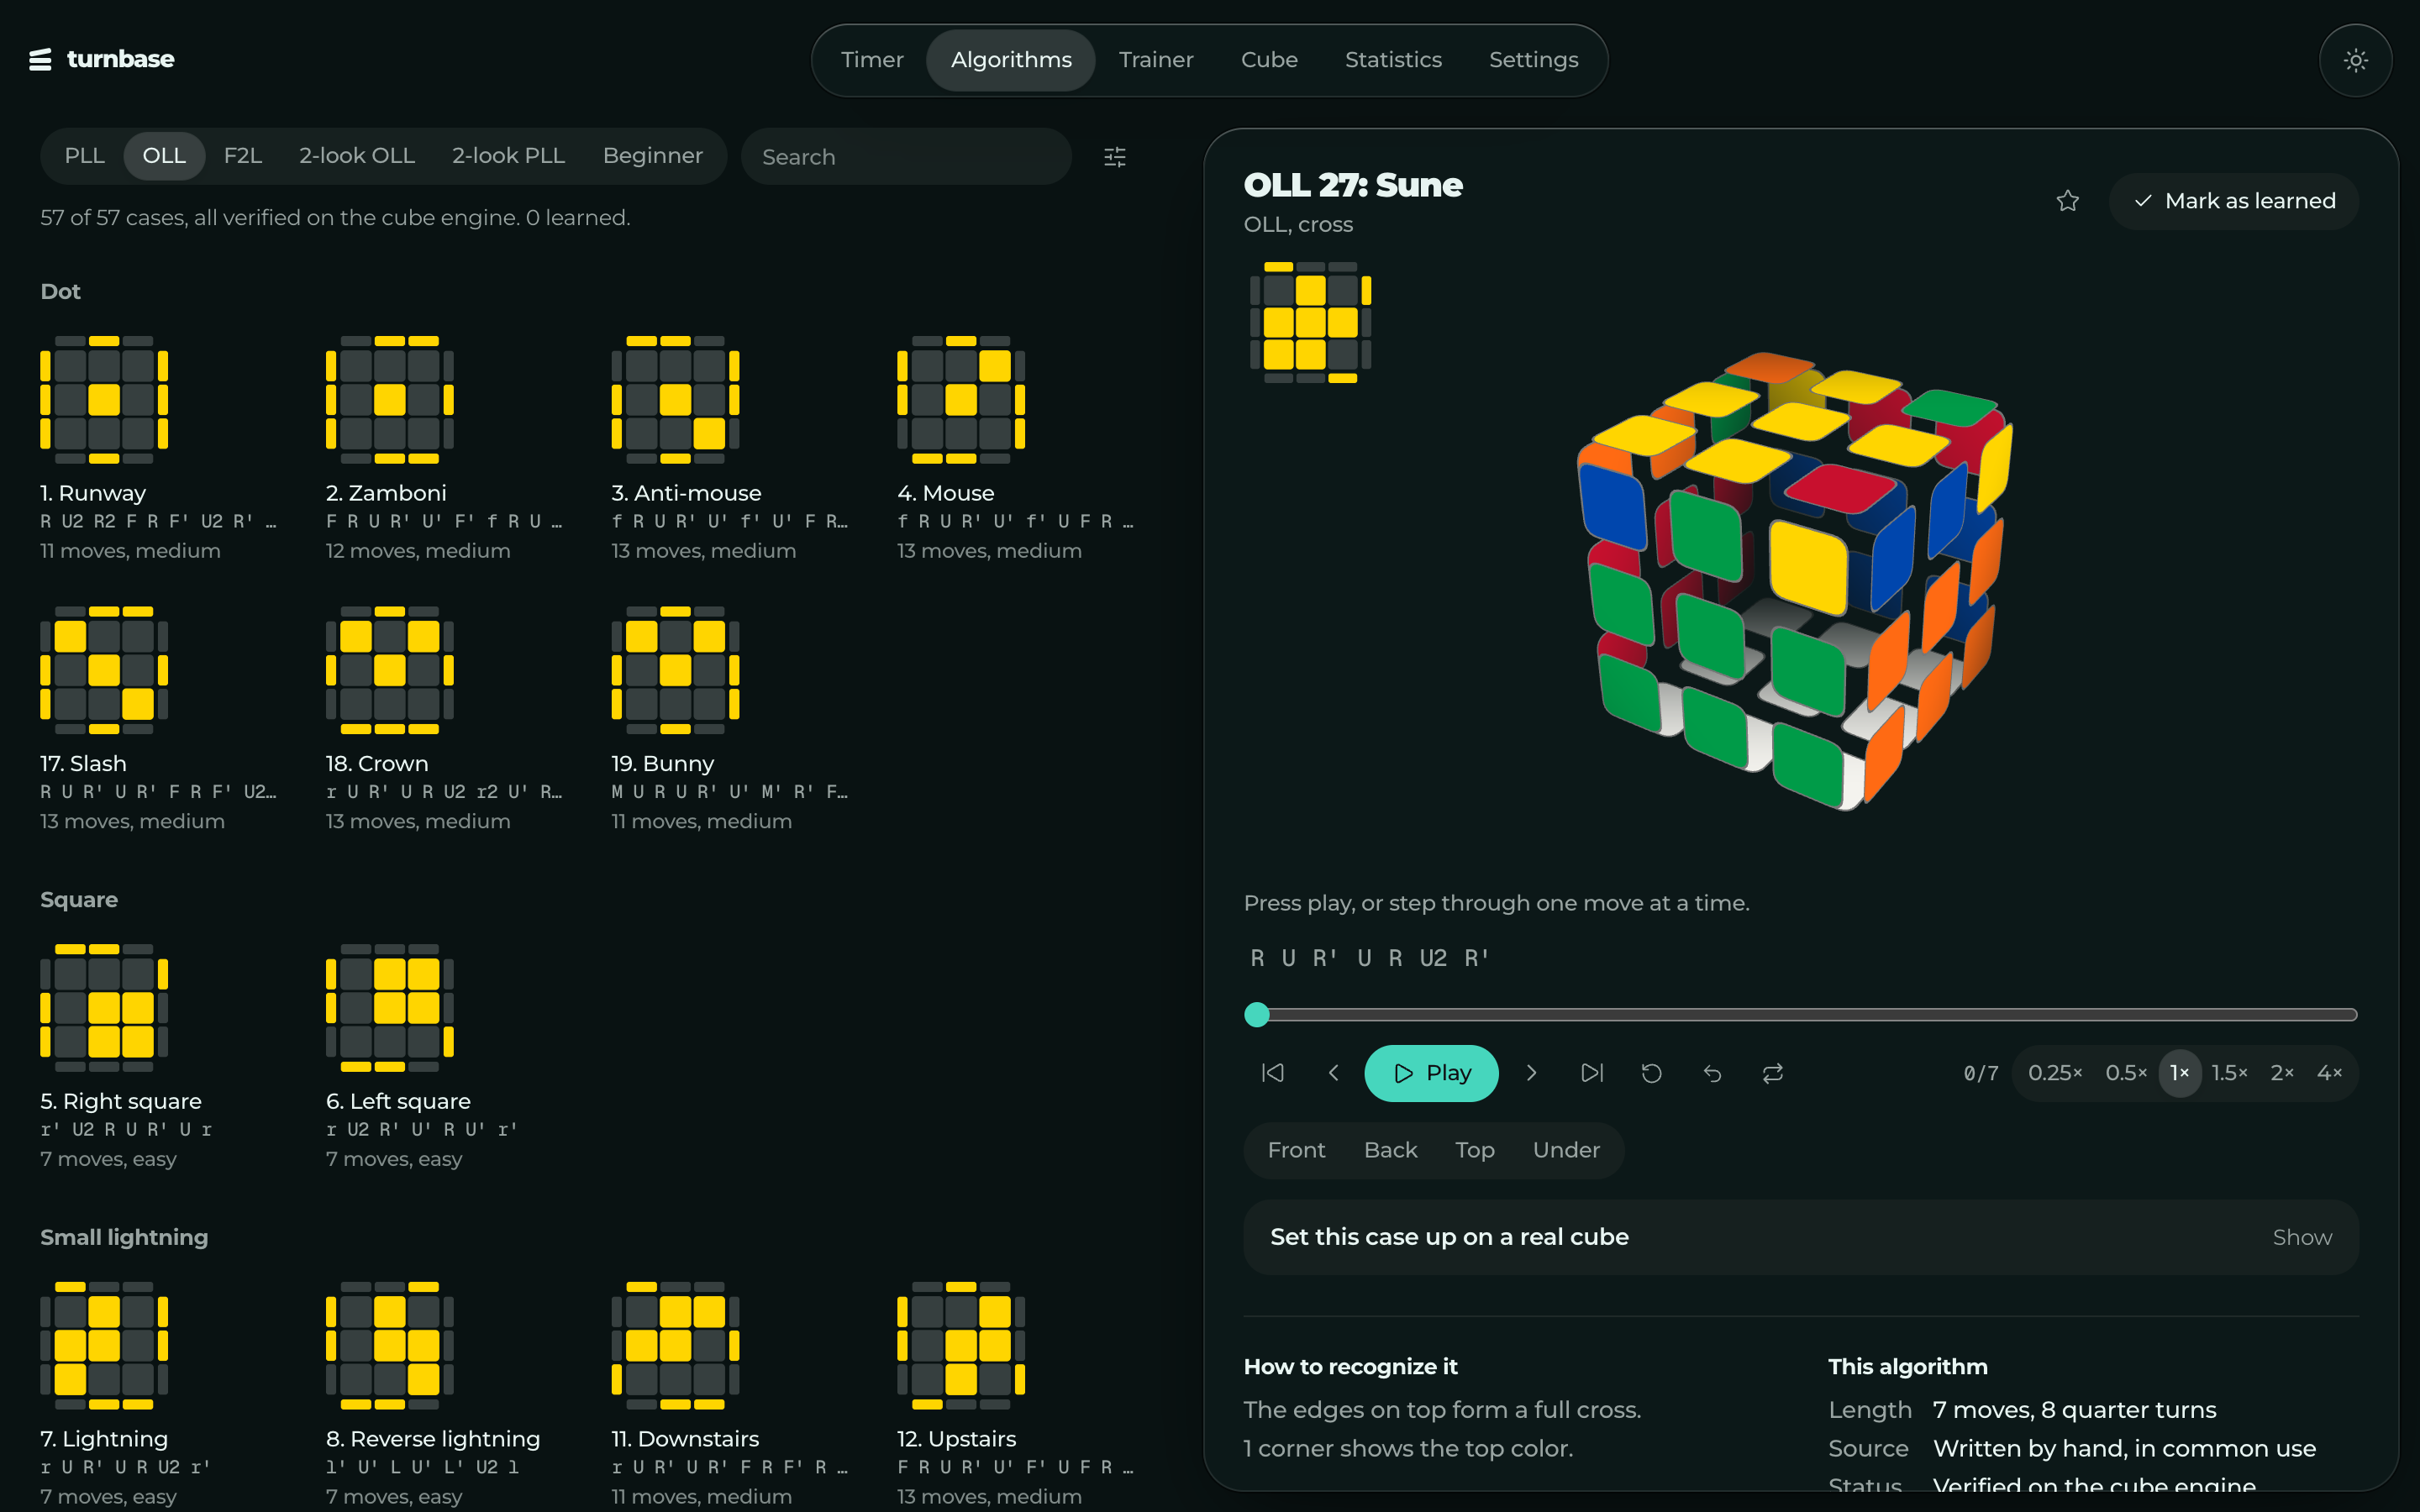 turnbase
Timer Algorithms Trainer Cube Statistics Settings
PLL OLL F2L 2-look OLL 2-look PLL Beginner Search
57 of 57 cases, all verified on the cube engine. 0 learned.
Dot
1. Runway
R U2 R2 F R F' U2 R' …
11 moves, medium
2. Zamboni
F R U R' U' F' f R U …
12 moves, medium
3. Anti-mouse
f R U R' U' f' U' F R…
13 moves, medium
4. Mouse
f R U R' U' f' U F R …
13 moves, medium
17. Slash
R U R' U R' F R F' U2…
13 moves, medium
18. Crown
r U R' U R U2 r2 U' R…
13 moves, medium
19. Bunny
M U R U R' U' M' R' F…
11 moves, medium
Square
5. Right square
r' U2 R U R' U r
7 moves, easy
6. Left square
r U2 R' U' R U' r'
7 moves, easy
Small lightning
7. Lightning
r U R' U R U2 r'
7 moves, easy
8. Reverse lightning
l' U' L U' L' U2 l
7 moves, easy
11. Downstairs
r U R' U R' F R F' R …
11 moves, medium
12. Upstairs
F R U R' U' F' U F R …
13 moves, medium
OLL 27: Sune
OLL, cross
Mark as learned
Press play, or step through one move at a time.
R U R' U R U2 R'
Play
0/7
0.25× 0.5× 1× 1.5× 2× 4×
Front Back Top Under
Set this case up on a real cube
Show
How to recognize it
The edges on top form a full cross.
1 corner shows the top color.
This algorithm
Length 7 moves, 8 quarter turns
Source Written by hand, in common use
Status Verified on the cube engine